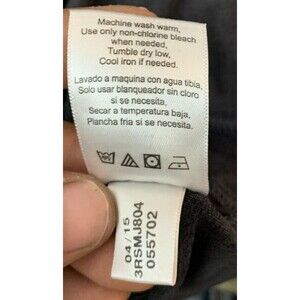 Machine wash warm,
Use only non-chlorine bleach
when needed,
Tumble dry low,
Cool iron if needed.
Lavado a maquina con agua tibia,
Solo usar blanqueador sin cloro
si se necesita,
Secar a temperatura baja,
Plancha fria si se necesita.
04/15
3RSMJ804
055702